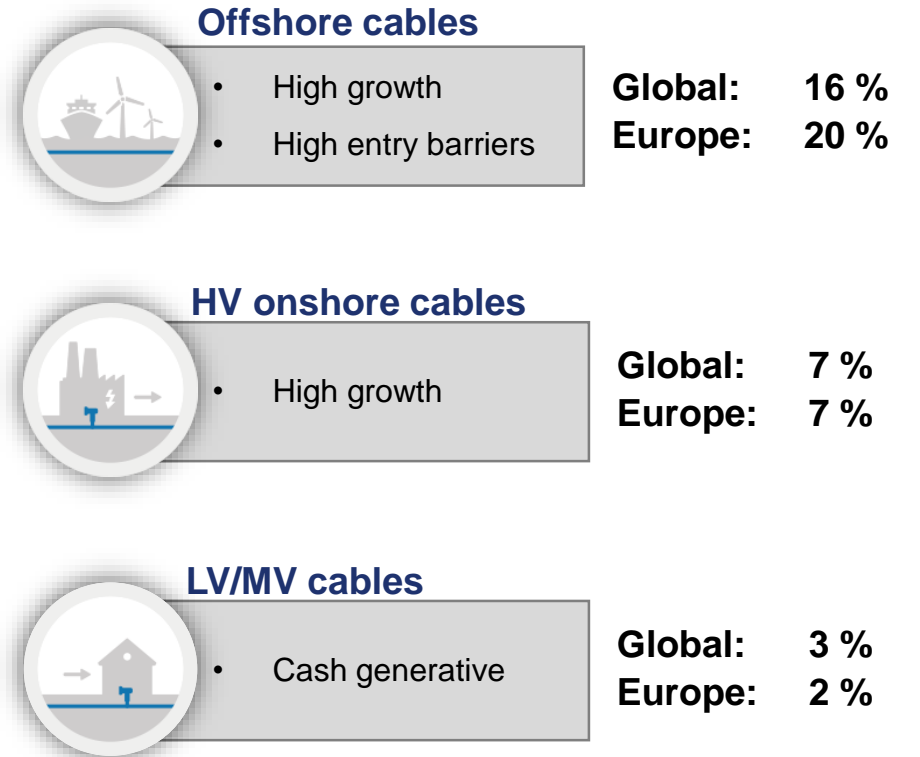 Offshore cables
• High growth
• High entry barriers
Global: 16 %
Europe: 20 %
HV onshore cables
• High growth
Global: 7 %
Europe: 7 %
LV/MV cables
• Cash generative
Global: 3 %
Europe: 2 %